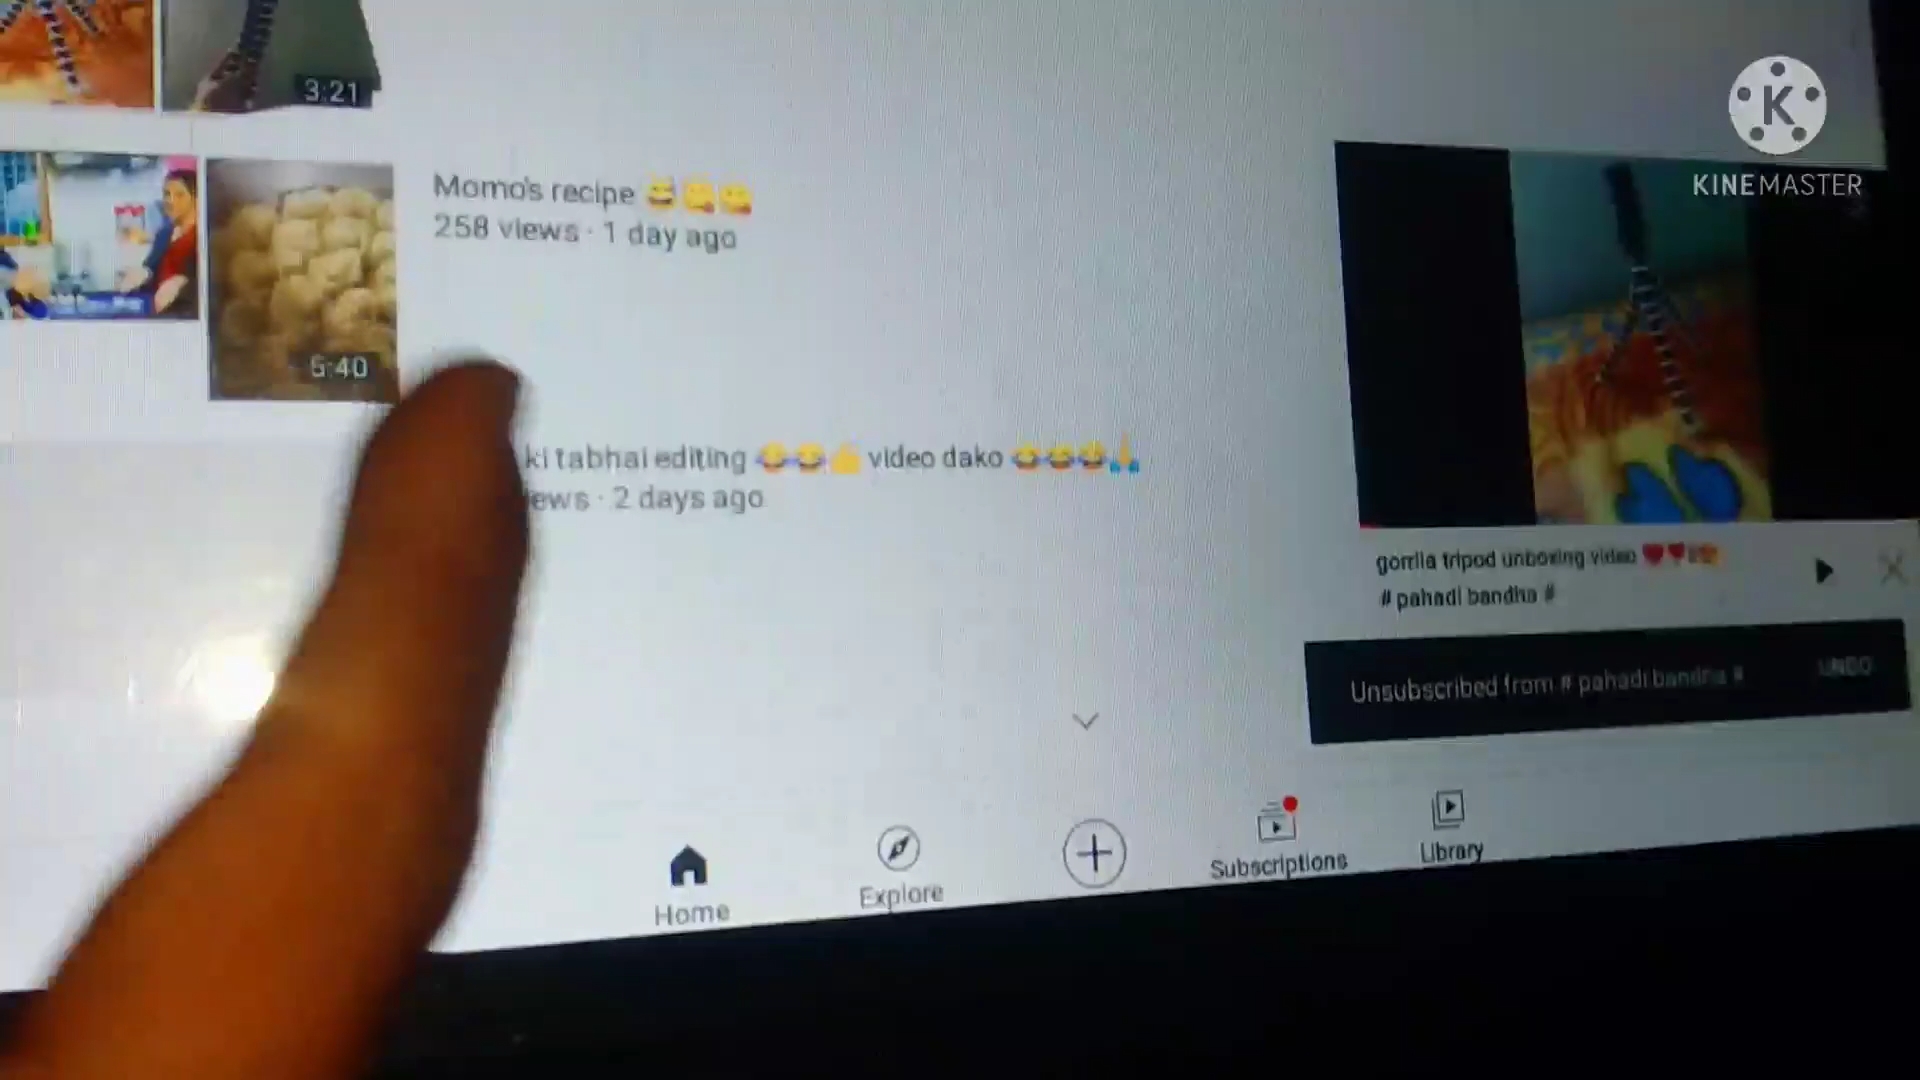 3:21
KINEMASTER
Momo's recipe 😄😋😋
258 views · 1 day ago
5:40
ki tabhai editing 😂😂👍 video dako 😂😂😂🙏
iews · 2 days ago
gorrila tripod unboxing video
# pahadi bandha #
Unsubscribed from # pahadi bandha #
UNDO
Home
Explore
Subscriptions
Library